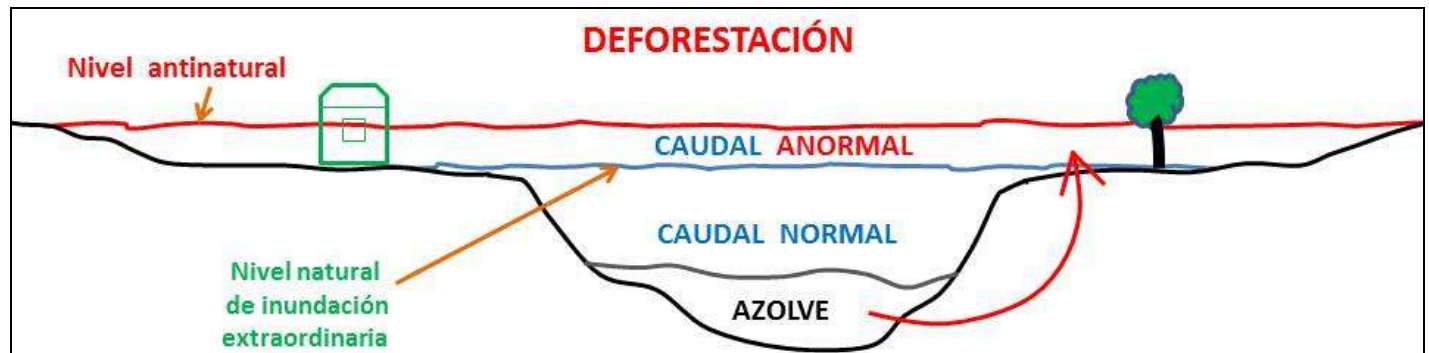 DEFORESTACIÓN
Nivel antinatural
CAUDAL ANORMAL
CAUDAL NORMAL
Nivel natural
de inundación
extraordinaria
AZOLVE